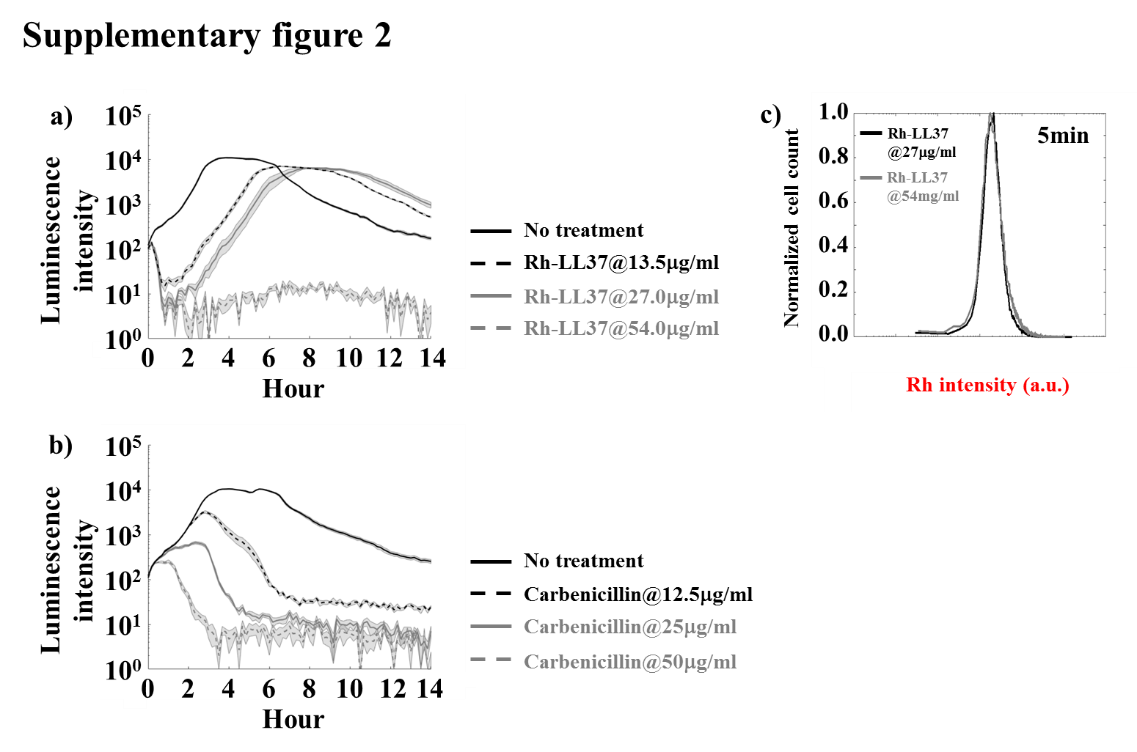 Supplementary figure 2
a)
10⁵
10⁴
10³
10²
10¹
10⁰
Luminescence
intensity
0 2 4 6 8 10 12 14
Hour
No treatment
Rh-LL37@13.5µg/ml
Rh-LL37@27.0µg/ml
Rh-LL37@54.0µg/ml
c)
1.0
0.8
0.6
0.4
0.2
0.0
Normalized cell count
Rh-LL37
@27µg/ml
Rh-LL37
@54mg/ml
5min
Rh intensity (a.u.)
b)
10⁵
10⁴
10³
10²
10¹
10⁰
Luminescence
intensity
0 2 4 6 8 10 12 14
Hour
No treatment
Carbenicillin@12.5µg/ml
Carbenicillin@25µg/ml
Carbenicillin@50µg/ml